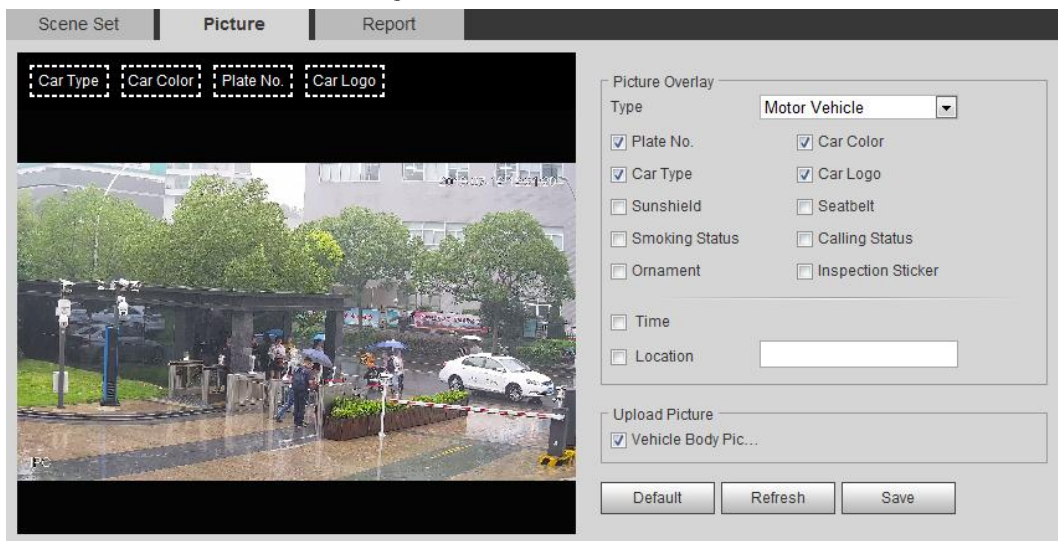 Scene Set Picture Report
Car Type Car Color Plate No. Car Logo
IPC
Picture Overlay
Type Motor Vehicle
Plate No. Car Color
Car Type Car Logo
Sunshield Seatbelt
Smoking Status Calling Status
Ornament Inspection Sticker
Time
Location
Upload Picture
Vehicle Body Pic...
Default Refresh Save